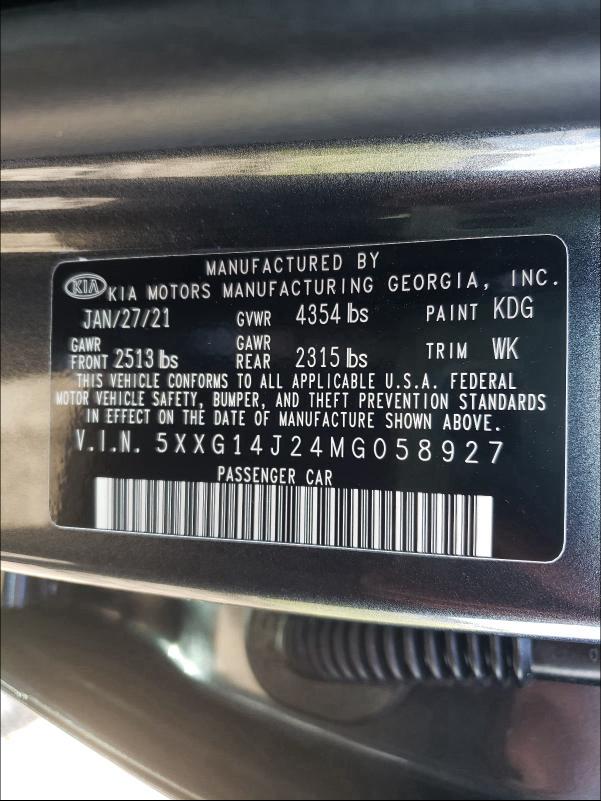 MANUFACTURED BY
KIA KIA MOTORS MANUFACTURING GEORGIA, INC.
JAN/27/21 GVWR 4354 lbs PAINT KDG
GAWR FRONT 2513 lbs GAWR REAR 2315 lbs TRIM WK
THIS VEHICLE CONFORMS TO ALL APPLICABLE U.S.A. FEDERAL
MOTOR VEHICLE SAFETY, BUMPER, AND THEFT PREVENTION STANDARDS
IN EFFECT ON THE DATE OF MANUFACTURE SHOWN ABOVE.
V.I.N. 5XXG14J24MG058927
PASSENGER CAR